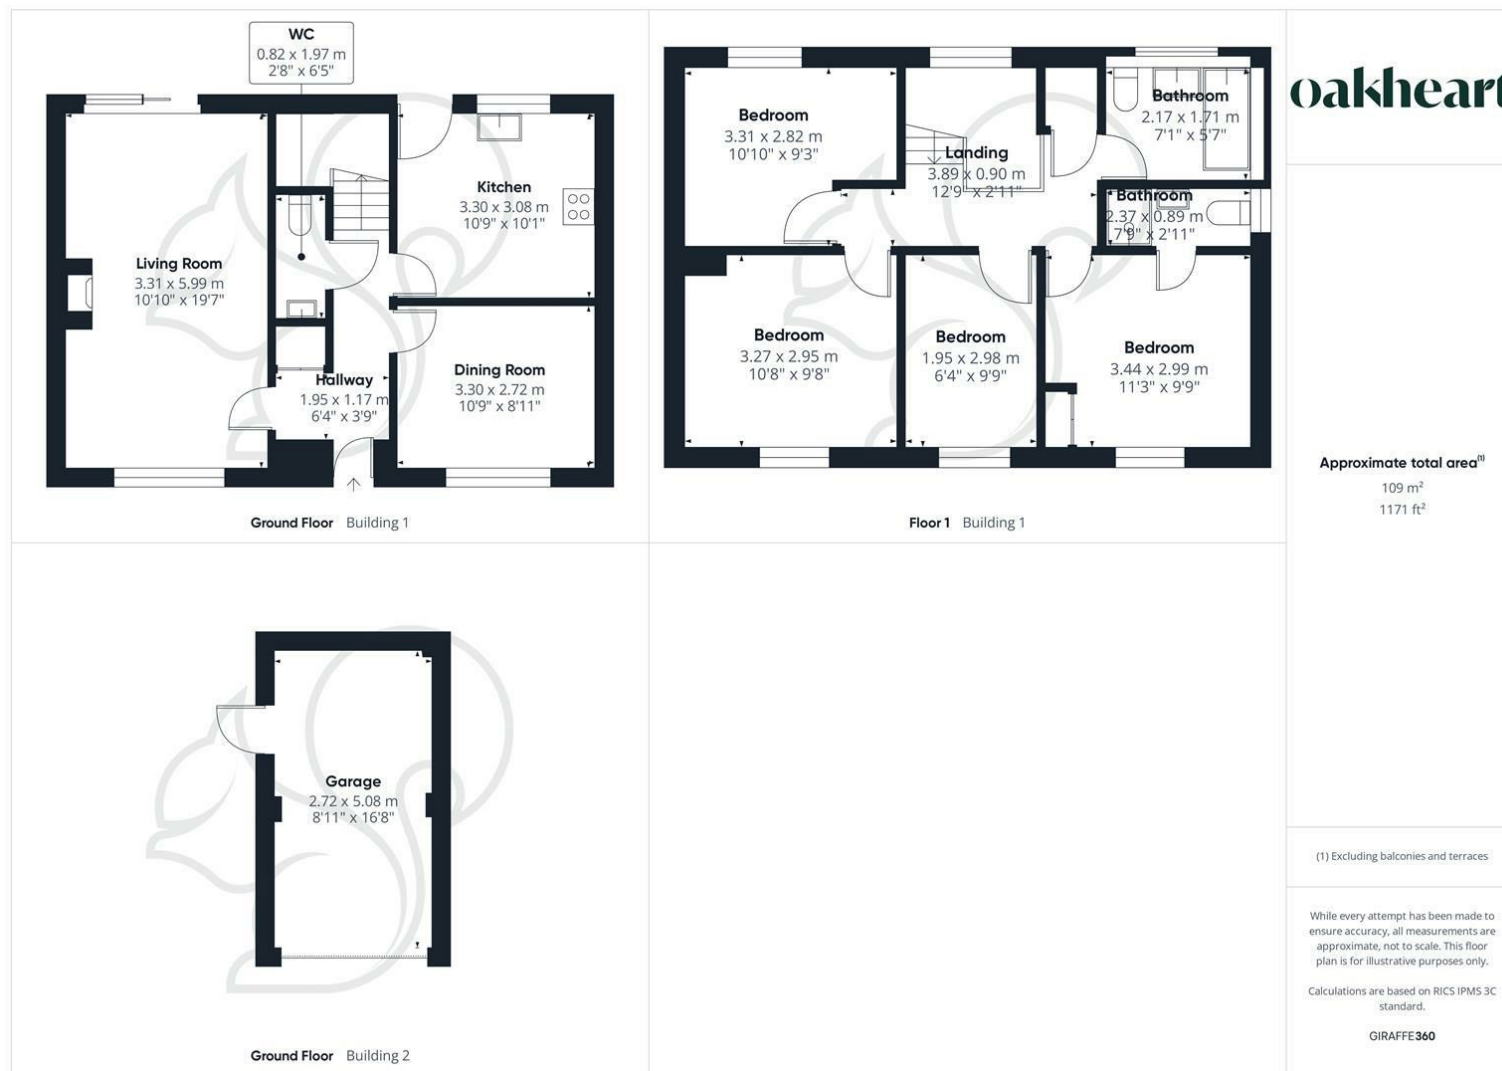 WC
0.82 x 1.97 m
2'8" x 6'5"
Living Room
3.31 x 5.99 m
10'10" x 19'7"
Kitchen
3.30 x 3.08 m
10'9" x 10'1"
Hallway
1.95 x 1.17 m
6'4" x 3'9"
Dining Room
3.30 x 2.72 m
10'9" x 8'11"
Ground Floor Building 1
Bedroom
3.31 x 2.82 m
10'10" x 9'3"
Landing
3.89 x 0.90 m
12'9" x 2'11"
Bathroom
2.17 x 1.71 m
7'1" x 5'7"
Bathroom
2.37 x 0.89 m
7'9" x 2'11"
Bedroom
3.27 x 2.95 m
10'8" x 9'8"
Bedroom
1.95 x 2.98 m
6'4" x 9'9"
Bedroom
3.44 x 2.99 m
11'3" x 9'9"
Floor 1 Building 1
Garage
2.72 x 5.08 m
8'11" x 16'8"
Ground Floor Building 2
oakheart
Approximate total area(1)
109 m²
1171 ft²
(1) Excluding balconies and terraces
While every attempt has been made to
ensure accuracy, all measurements are
approximate, not to scale. This floor
plan is for illustrative purposes only.
Calculations are based on RICS IPMS 3C
standard.
GIRAFFE360